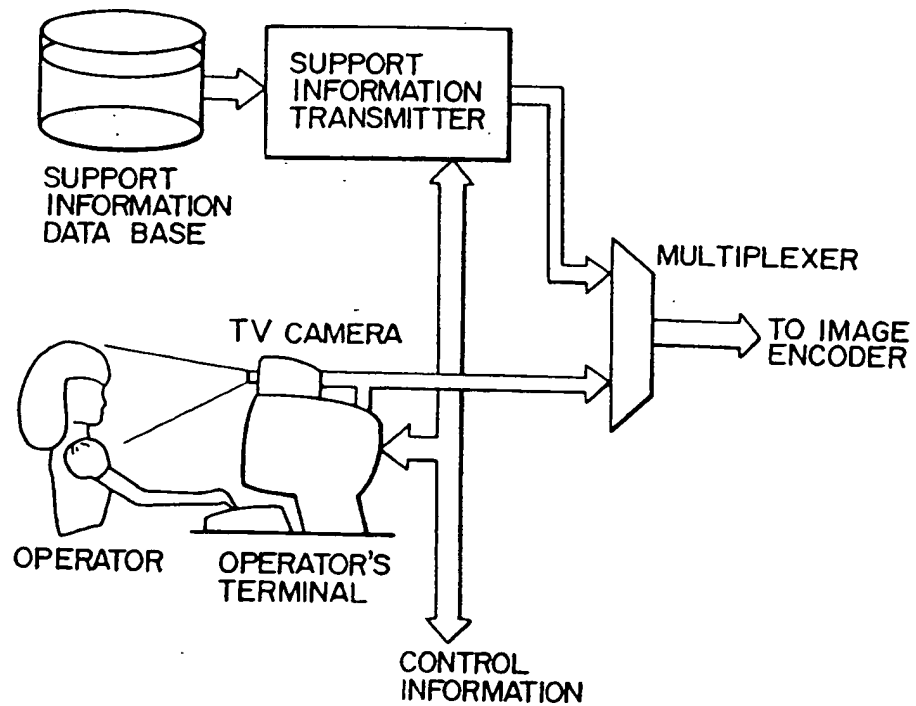 SUPPORT
INFORMATION
TRANSMITTER
SUPPORT
INFORMATION
DATA BASE
MULTIPLEXER
TV CAMERA
TO IMAGE
ENCODER
OPERATOR
OPERATOR'S
TERMINAL
CONTROL
INFORMATION